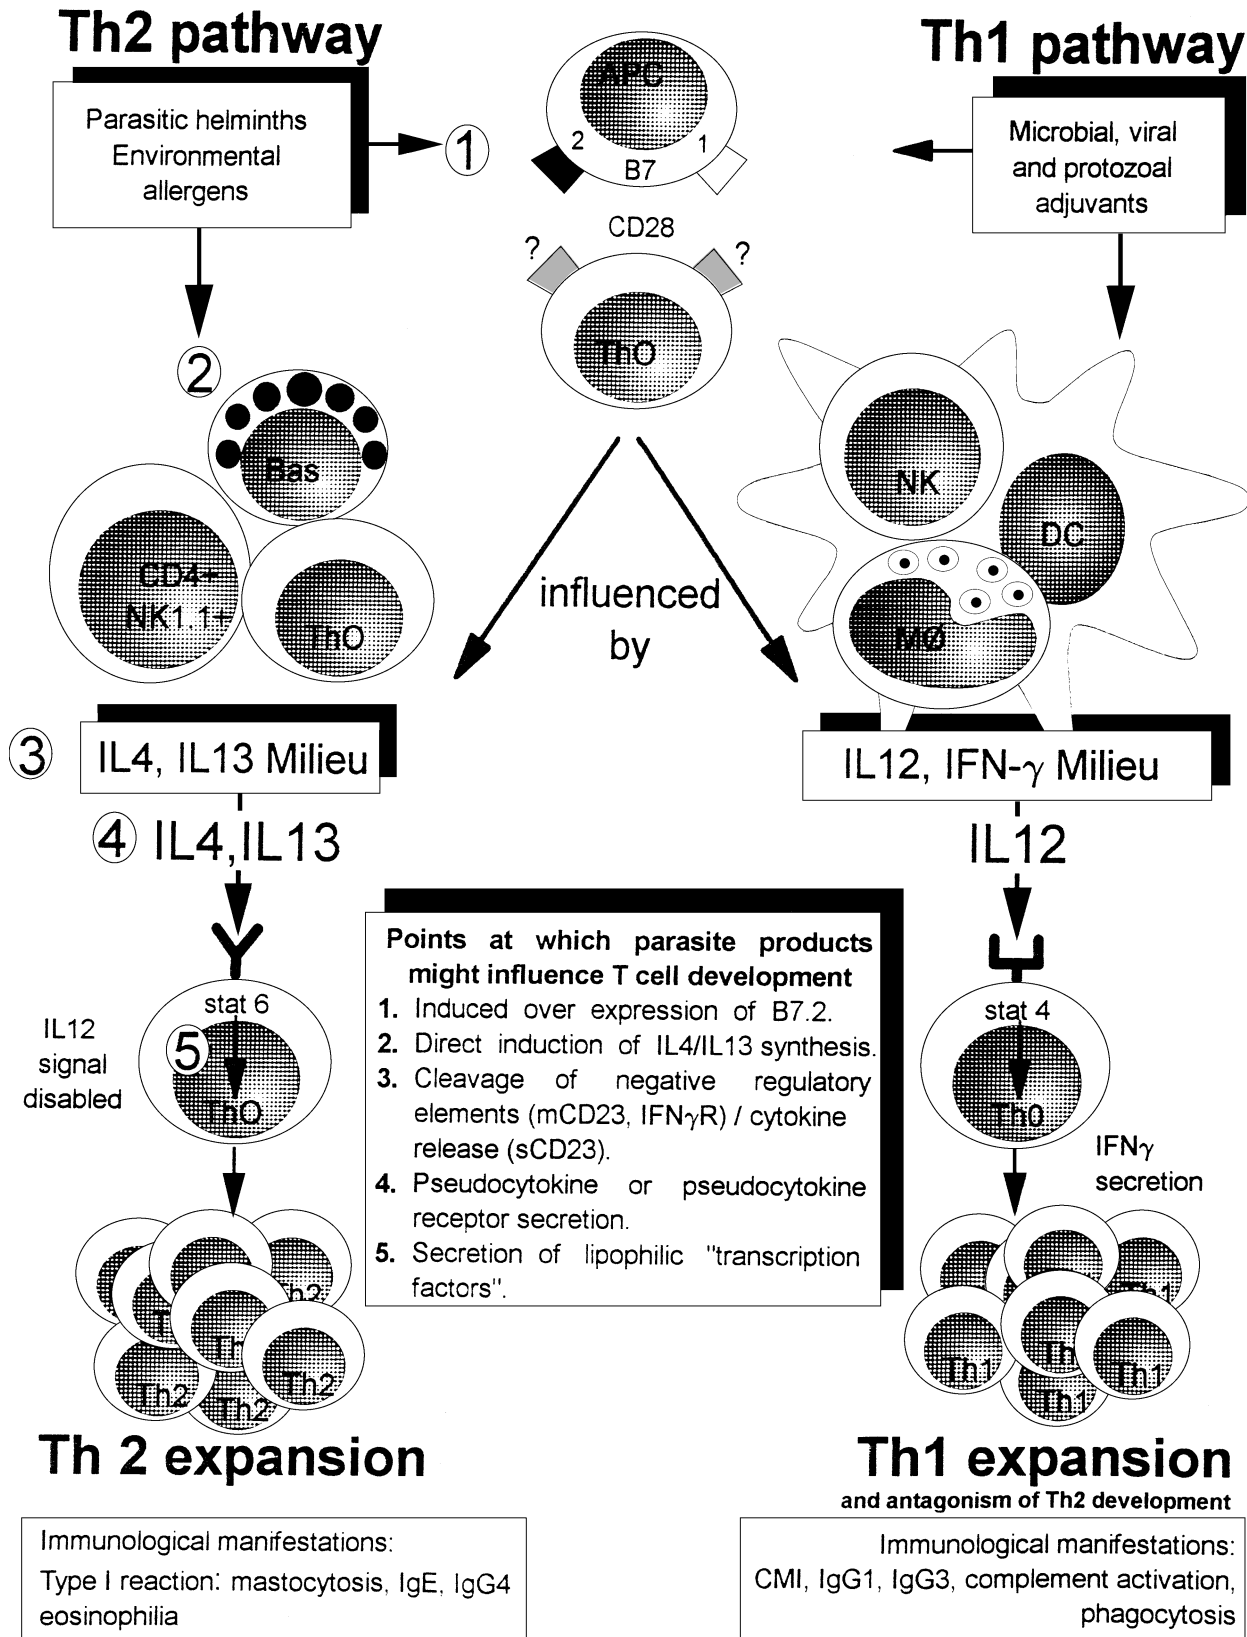 Th2 pathway
Th1 pathway
Parasitic helminths
Environmental
allergens
1
APC
2
1
B7
Microbial, viral
and protozoal
adjuvants
CD28
?
?
ThO
2
Bas
CD4+
NK1.1+
ThO
NK
DC
MØ
influenced
by
3
IL4, IL13 Milieu
IL12, IFN-γ Milieu
4
IL4,IL13
IL12
Points at which parasite products
might influence T cell development
1. Induced over expression of B7.2.
2. Direct induction of IL4/IL13 synthesis.
3. Cleavage of negative regulatory
elements (mCD23, IFNγR) / cytokine
release (sCD23).
4. Pseudocytokine or pseudocytokine
receptor secretion.
5. Secretion of lipophilic "transcription
factors".
IL12
signal
disabled
stat 6
5
ThO
stat 4
Th0
IFNγ
secretion
Th2
Th2
Th2
Th2
Th
Th1
Th1
Th1
Th1
Th
Th 2 expansion
Th1 expansion
and antagonism of Th2 development
Immunological manifestations:
Type I reaction: mastocytosis, IgE, IgG4
eosinophilia
Immunological manifestations:
CMI, IgG1, IgG3, complement activation,
phagocytosis